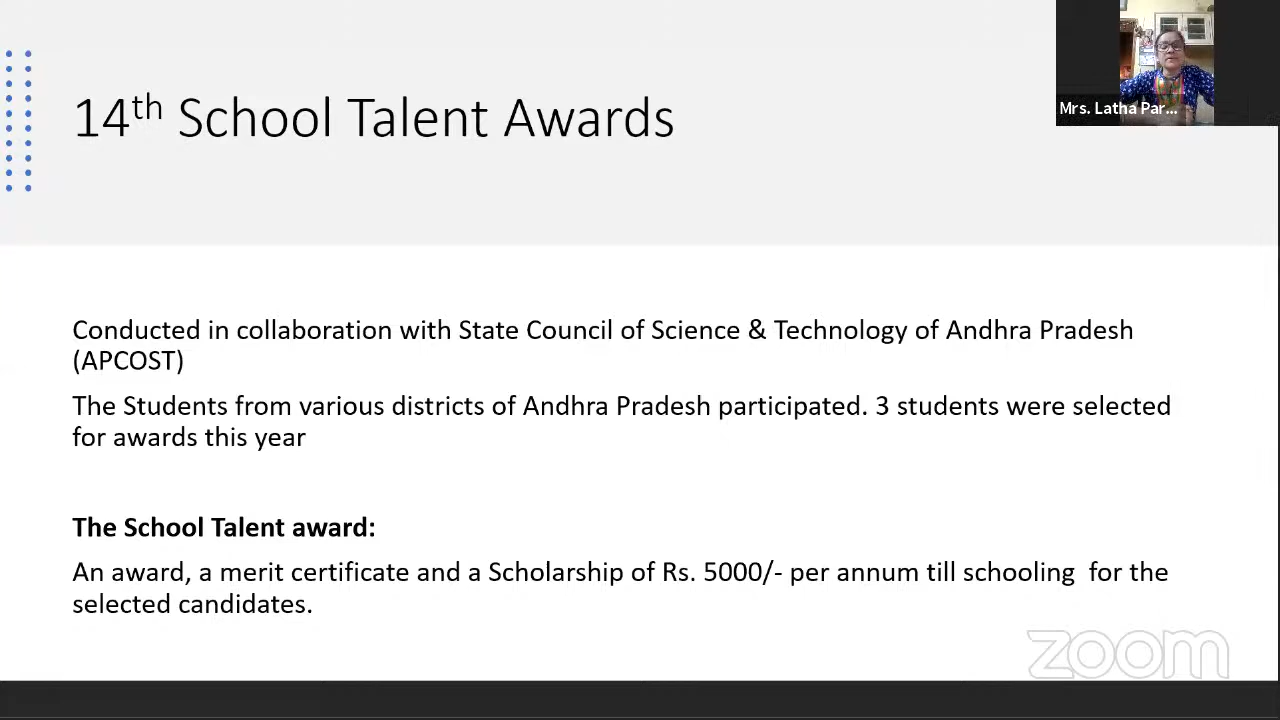 14th School Talent Awards
Mrs. Latha Par...
Conducted in collaboration with State Council of Science & Technology of Andhra Pradesh
(APCOST)
The Students from various districts of Andhra Pradesh participated. 3 students were selected
for awards this year
The School Talent award:
An award, a merit certificate and a Scholarship of Rs. 5000/- per annum till schooling  for the
selected candidates.
zoom